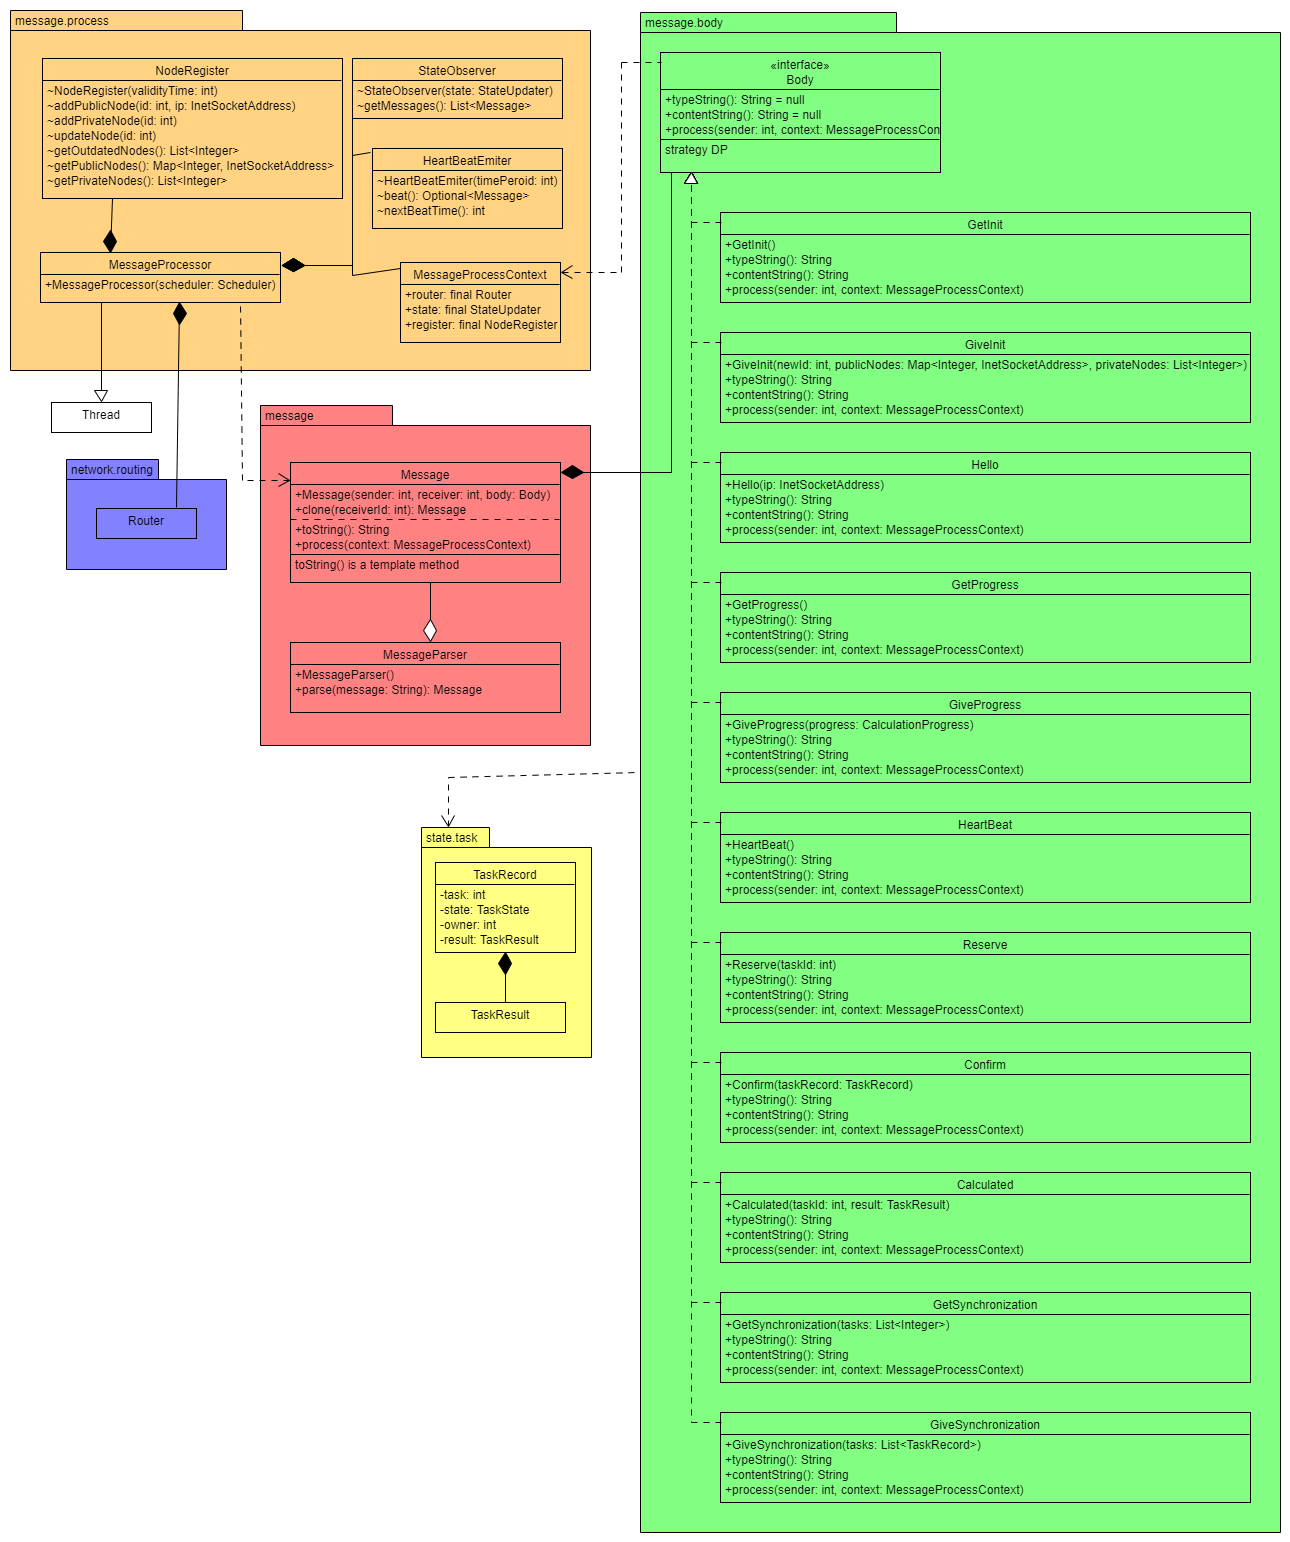 message.process
NodeRegister
~NodeRegister(validityTime: int)
~addPublicNode(id: int, ip: InetSocketAddress)
~addPrivateNode(id: int)
~updateNode(id: int)
~getOutdatedNodes(): List<Integer>
~getPublicNodes(): Map<Integer, InetSocketAddress>
~getPrivateNodes(): List<Integer>
StateObserver
~StateObserver(state: StateUpdater)
~getMessages(): List<Message>
HeartBeatEmiter
~HeartBeatEmiter(timePeroid: int)
~beat(): Optional<Message>
~nextBeatTime(): int
MessageProcessor
+MessageProcessor(scheduler: Scheduler)
MessageProcessContext
+router: final Router
+state: final StateUpdater
+register: final NodeRegister
Thread
network.routing
Router
message
Message
+Message(sender: int, receiver: int, body: Body)
+clone(receiverId: int): Message
+toString(): String
+process(context: MessageProcessContext)
toString() is a template method
MessageParser
+MessageParser()
+parse(message: String): Message
state.task
TaskRecord
-task: int
-state: TaskState
-owner: int
-result: TaskResult
TaskResult
message.body
«interface»
Body
+typeString(): String = null
+contentString(): String = null
+process(sender: int, context: MessageProcessCon
strategy DP
GetInit
+GetInit()
+typeString(): String
+contentString(): String
+process(sender: int, context: MessageProcessContext)
GiveInit
+GiveInit(newId: int, publicNodes: Map<Integer, InetSocketAddress>, privateNodes: List<Integer>)
+typeString(): String
+contentString(): String
+process(sender: int, context: MessageProcessContext)
Hello
+Hello(ip: InetSocketAddress)
+typeString(): String
+contentString(): String
+process(sender: int, context: MessageProcessContext)
GetProgress
+GetProgress()
+typeString(): String
+contentString(): String
+process(sender: int, context: MessageProcessContext)
GiveProgress
+GiveProgress(progress: CalculationProgress)
+typeString(): String
+contentString(): String
+process(sender: int, context: MessageProcessContext)
HeartBeat
+HeartBeat()
+typeString(): String
+contentString(): String
+process(sender: int, context: MessageProcessContext)
Reserve
+Reserve(taskId: int)
+typeString(): String
+contentString(): String
+process(sender: int, context: MessageProcessContext)
Confirm
+Confirm(taskRecord: TaskRecord)
+typeString(): String
+contentString(): String
+process(sender: int, context: MessageProcessContext)
Calculated
+Calculated(taskId: int, result: TaskResult)
+typeString(): String
+contentString(): String
+process(sender: int, context: MessageProcessContext)
GetSynchronization
+GetSynchronization(tasks: List<Integer>)
+typeString(): String
+contentString(): String
+process(sender: int, context: MessageProcessContext)
GiveSynchronization
+GiveSynchronization(tasks: List<TaskRecord>)
+typeString(): String
+contentString(): String
+process(sender: int, context: MessageProcessContext)